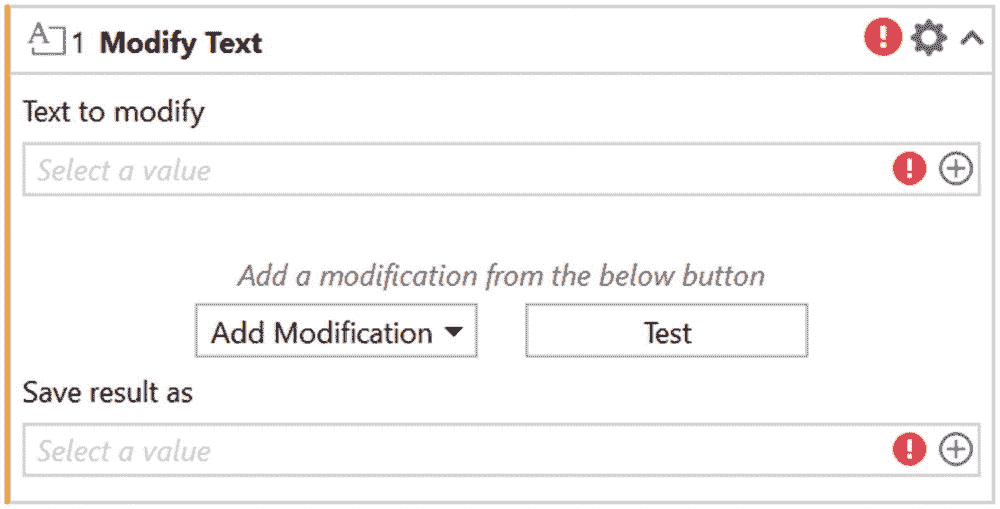 A 1 Modify Text !
Text to modify
Select a value !
Add a modification from the below button
Add Modification Test
Save result as
Select a value !